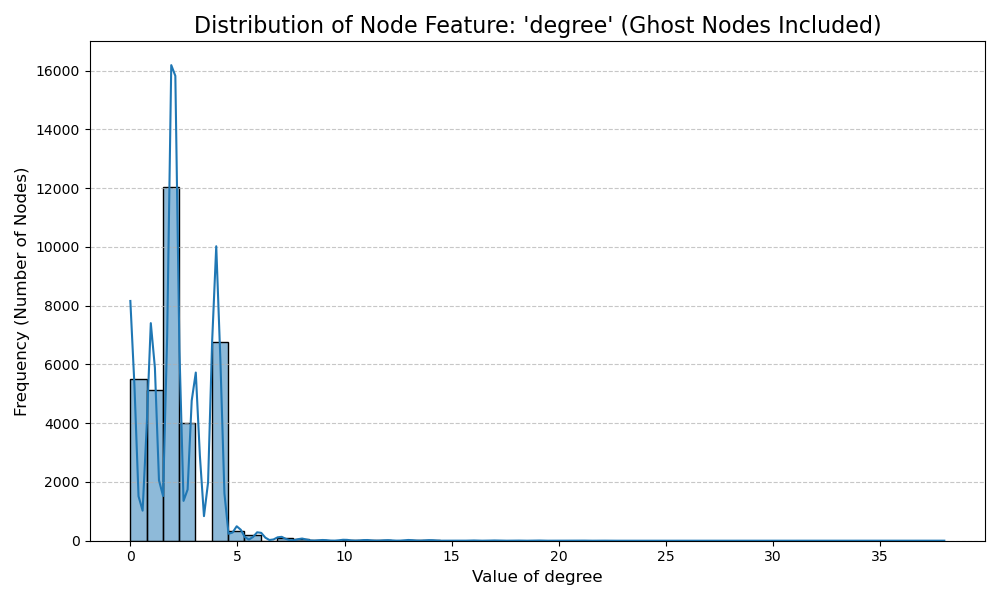 Distribution of Node Feature: 'degree' (Ghost Nodes Included)
Frequency (Number of Nodes)
16000
14000
12000
10000
8000
6000
4000
2000
0
0 5 10 15 20 25 30 35
Value of degree